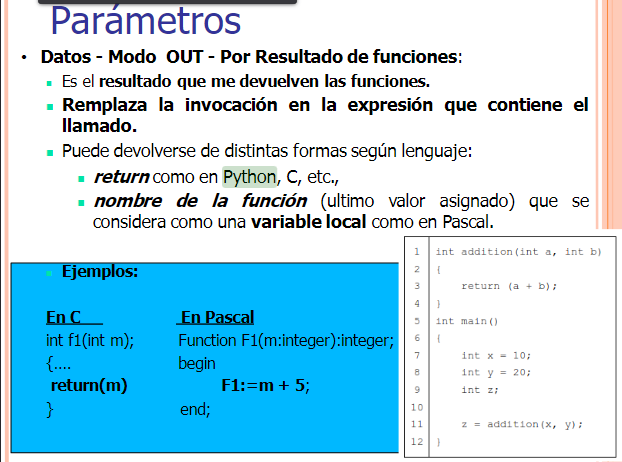 Parámetros
• Datos - Modo OUT - Por Resultado de funciones:
Es el resultado que me devuelven las funciones.
Remplaza la invocación en la expresión que contiene el
llamado.
Puede devolverse de distintas formas según lenguaje:
return como en Python, C, etc.,
nombre de la función (ultimo valor asignado) que se
considera como una variable local como en Pascal.
Ejemplos:
En C En Pascal
int f1(int m); Function F1(m:integer):integer;
{.... begin
return(m) F1:=m + 5;
} end;
1 int addition(int a, int b)
2 {
3 return (a + b);
4 }
5 int main()
6 {
7 int x = 10;
8 int y = 20;
9 int z;
10
11 z = addition(x, y);
12 }